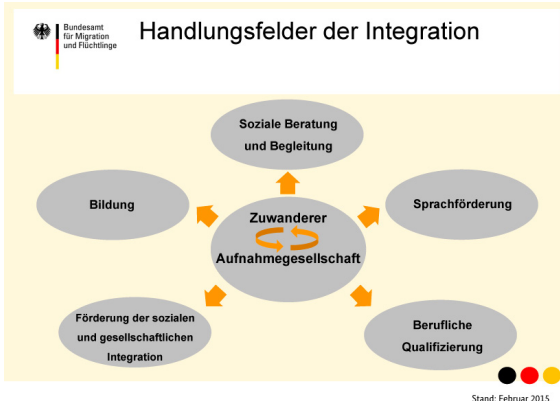 Bundesamt
für Migration
und Flüchtlinge
Handlungsfelder der Integration
Soziale Beratung
und Begleitung
Bildung
Sprachförderung
Zuwanderer
Aufnahmegesellschaft
Förderung der sozialen
und gesellschaftlichen
Integration
Berufliche
Qualifizierung
Stand: Februar 2015